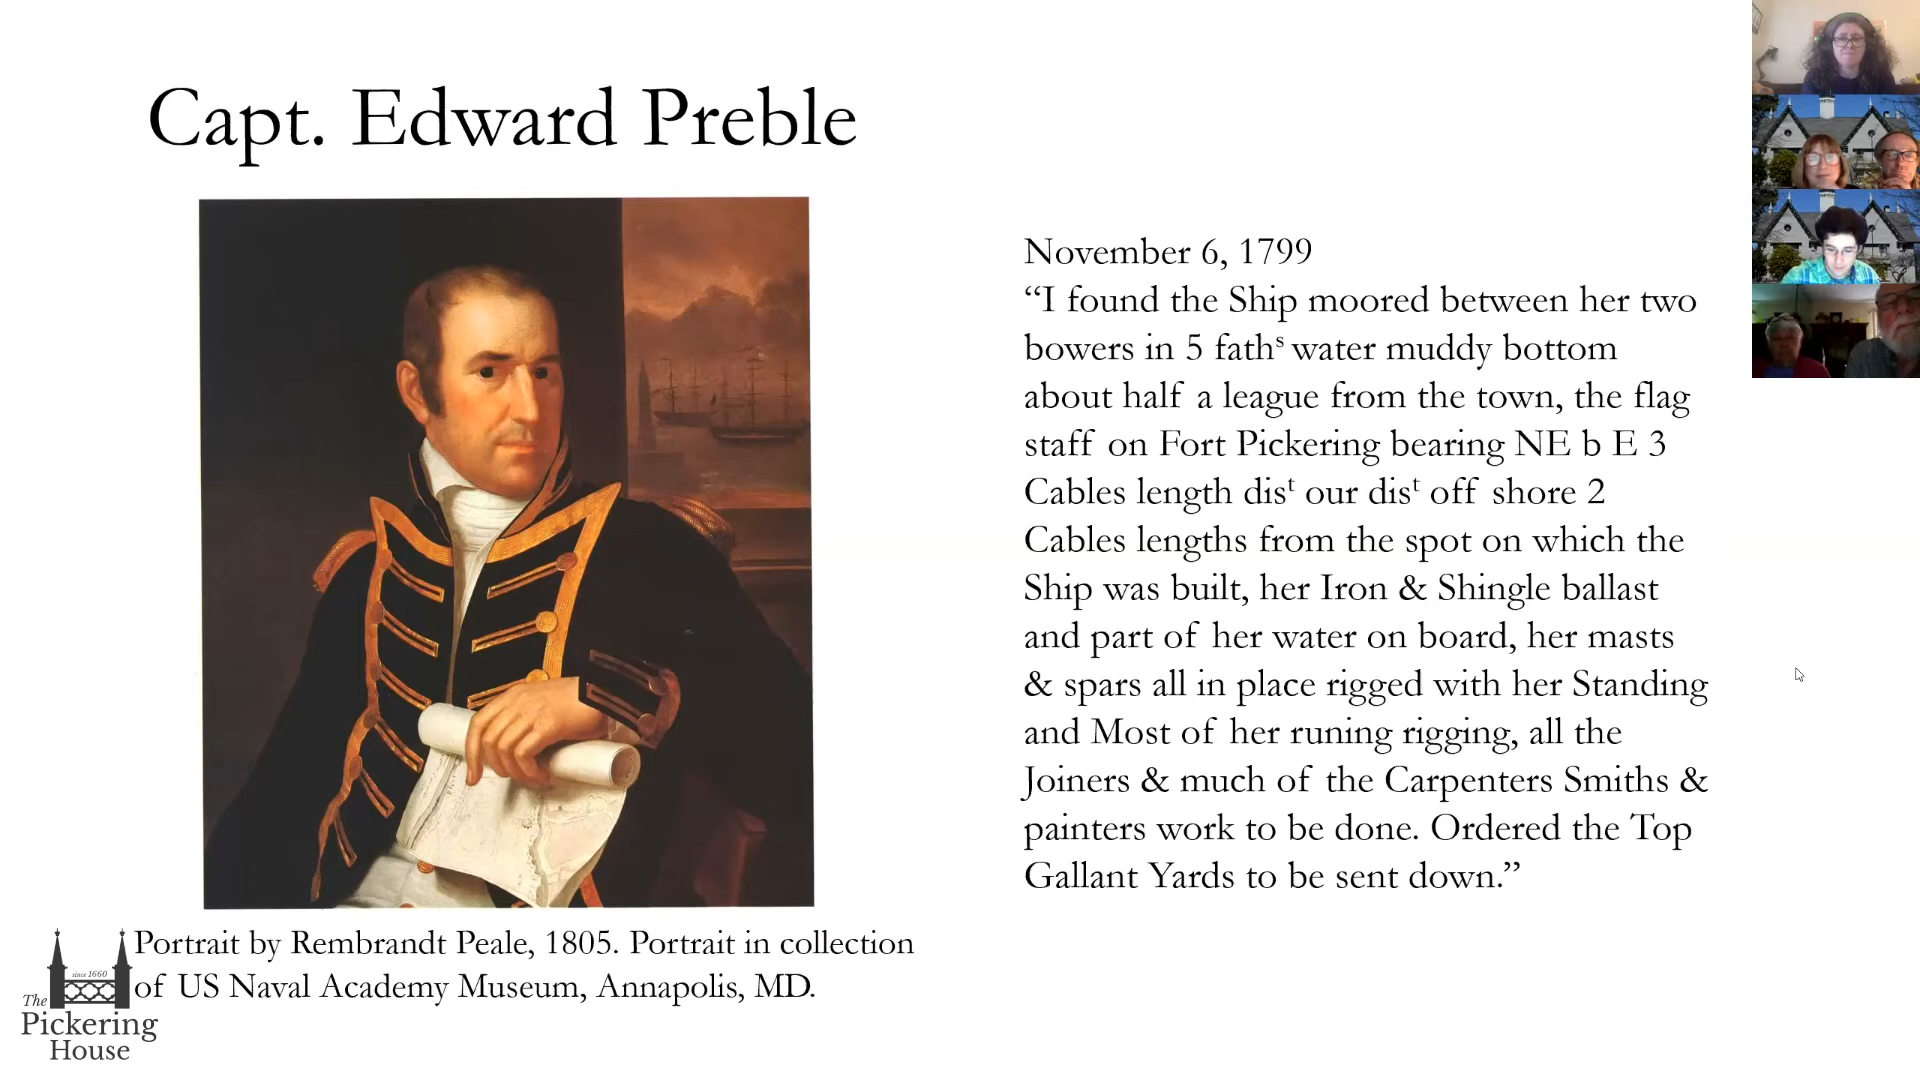 Capt. Edward Preble
November 6, 1799
“I found the Ship moored between her two
bowers in 5 fathˢ water muddy bottom
about half a league from the town, the flag
staff on Fort Pickering bearing NE b E 3
Cables length disᵗ our disᵗ off shore 2
Cables lengths from the spot on which the
Ship was built, her Iron & Shingle ballast
and part of her water on board, her masts
& spars all in place rigged with her Standing
and Most of her runing rigging, all the
Joiners & much of the Carpenters Smiths &
painters work to be done. Ordered the Top
Gallant Yards to be sent down.”
Portrait by Rembrandt Peale, 1805. Portrait in collection
of US Naval Academy Museum, Annapolis, MD.
since 1660
The
Pickering
House